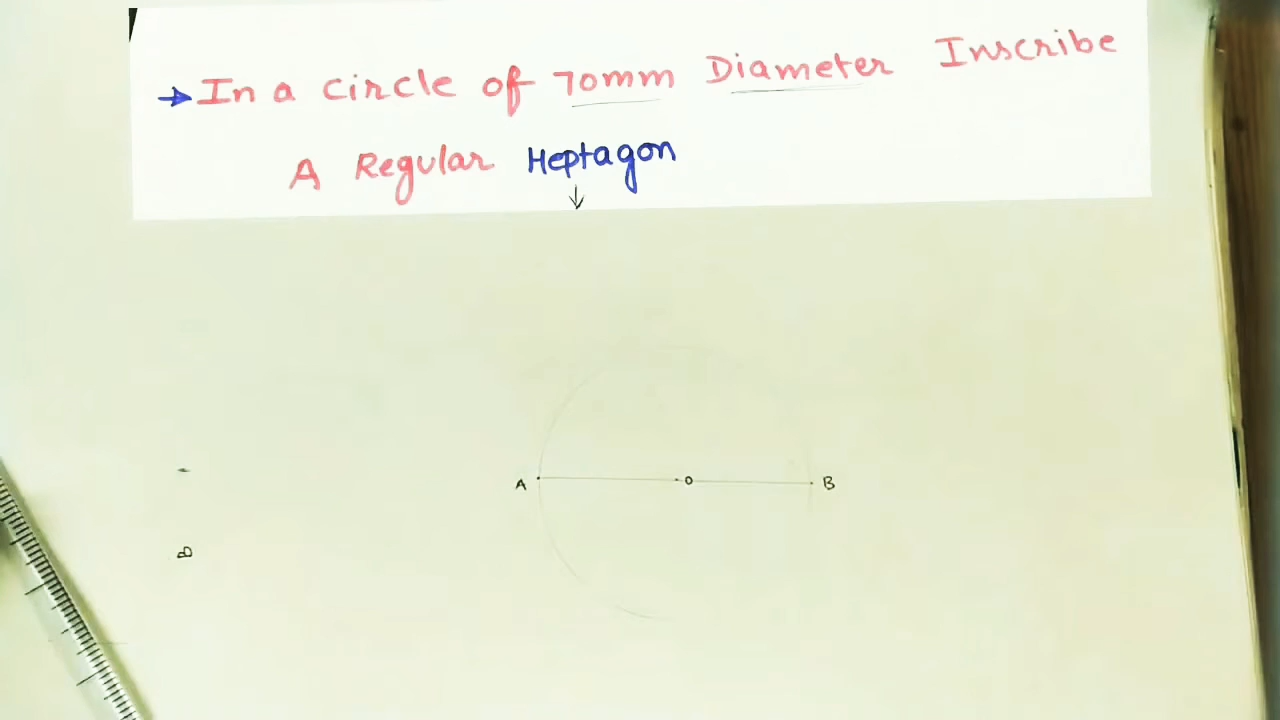 → In a circle of 70mm Diameter Inscribe
A Regular Heptagon
A O B
B